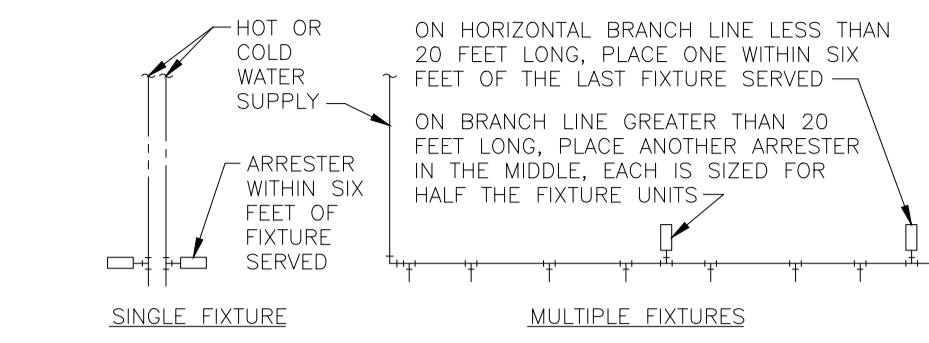 HOT OR
COLD
WATER
SUPPLY
ARRESTER
WITHIN SIX
FEET OF
FIXTURE
SERVED
SINGLE FIXTURE
ON HORIZONTAL BRANCH LINE LESS THAN
20 FEET LONG, PLACE ONE WITHIN SIX
FEET OF THE LAST FIXTURE SERVED
ON BRANCH LINE GREATER THAN 20
FEET LONG, PLACE ANOTHER ARRESTER
IN THE MIDDLE, EACH IS SIZED FOR
HALF THE FIXTURE UNITS
MULTIPLE FIXTURES